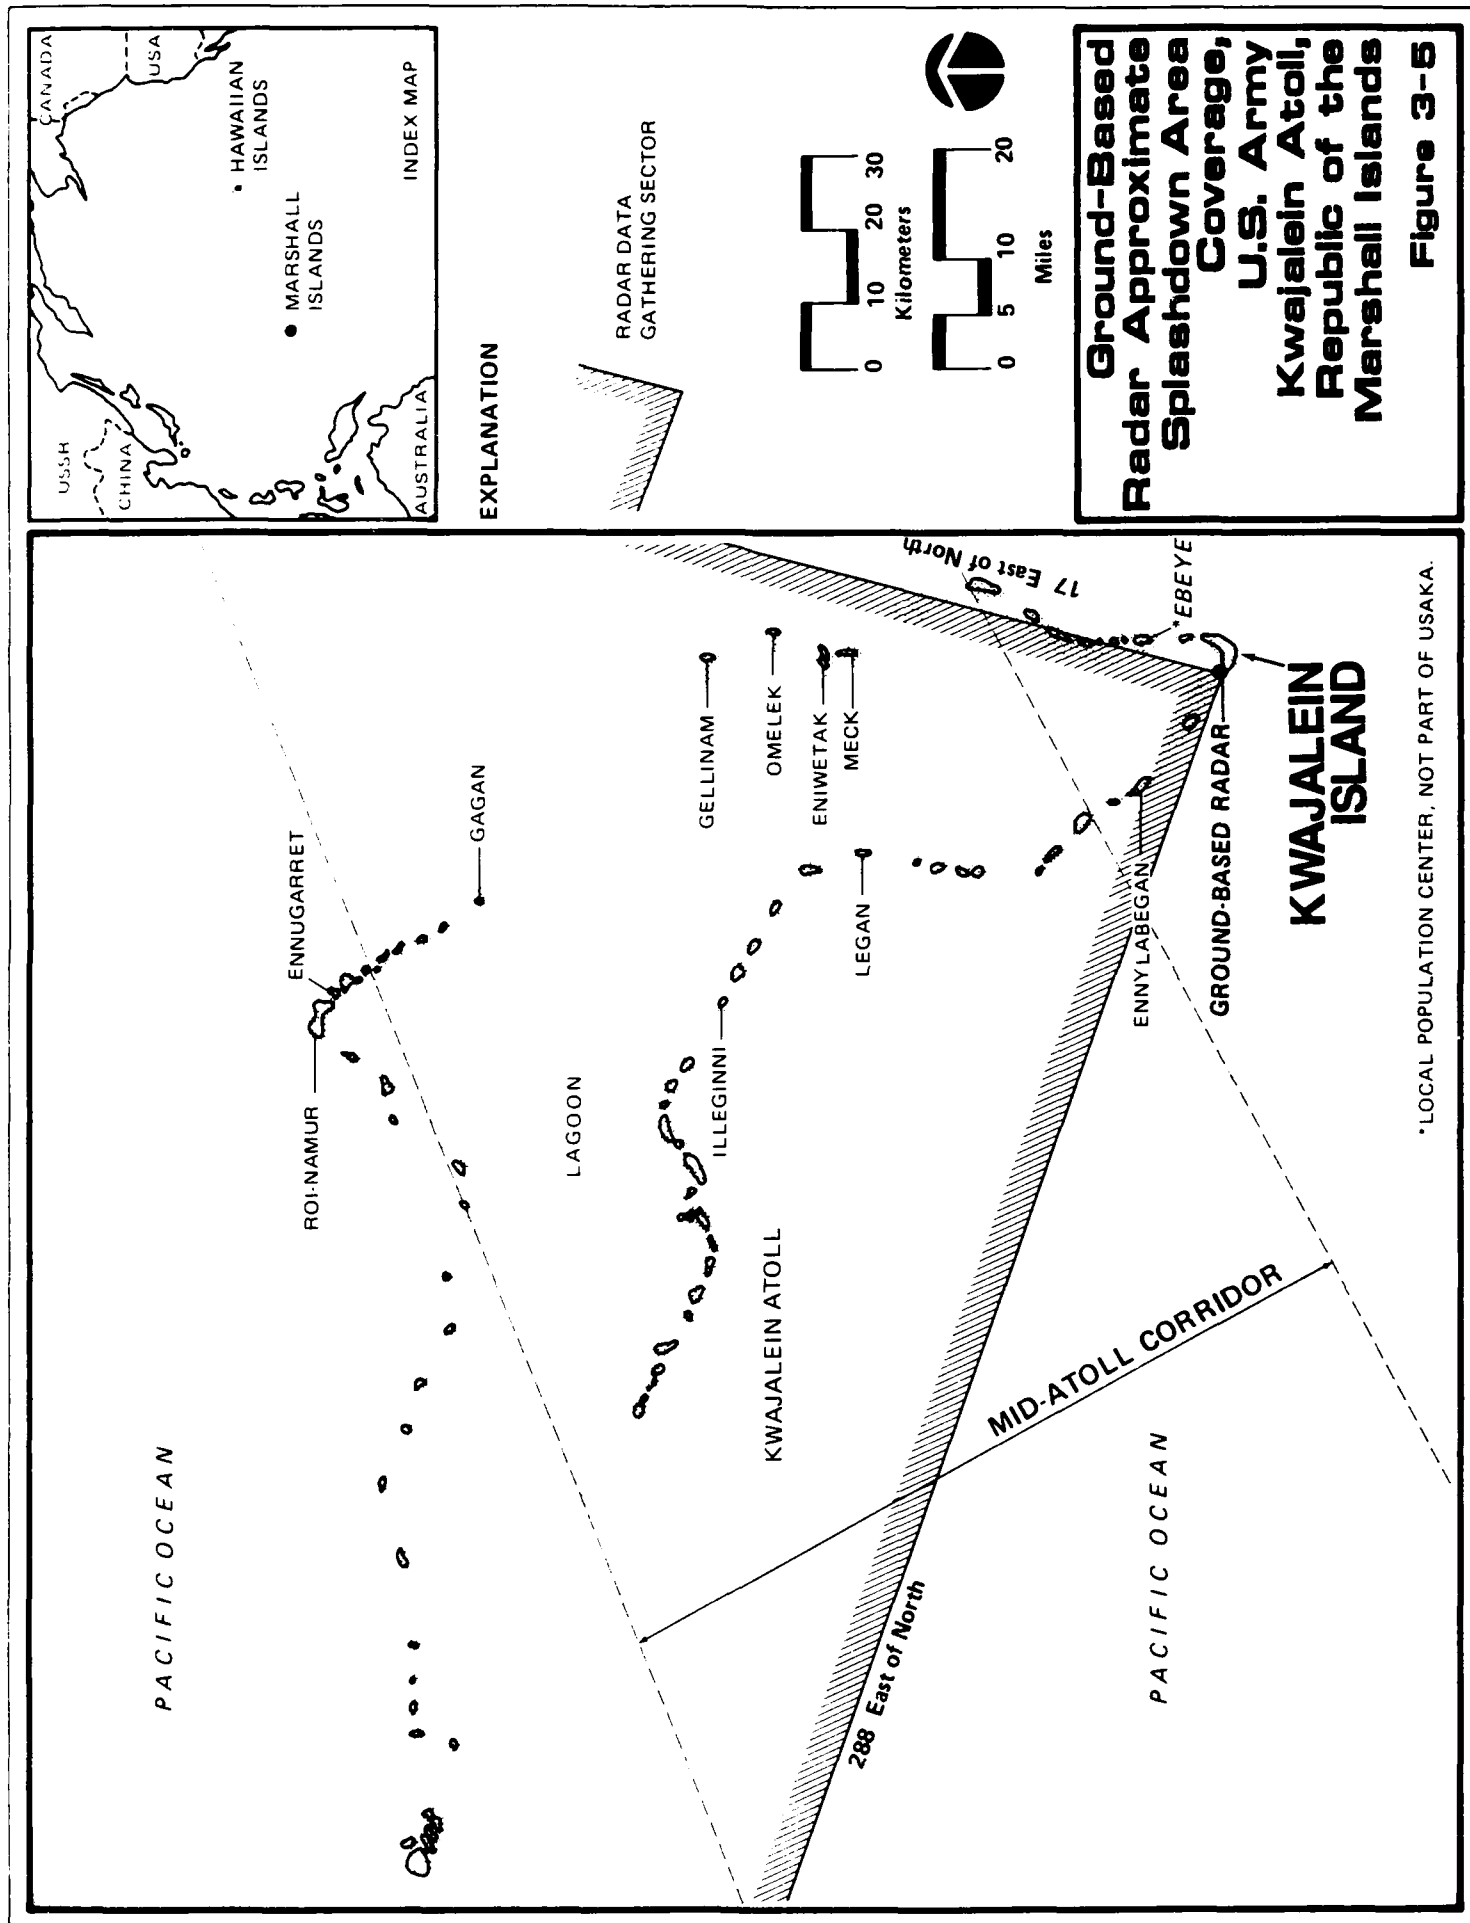 PACIFIC OCEAN
ROI-NAMUR
ENNUGARRET
GAGAN
LAGOON
GELLINAM
OMELEK
ENIWETAK
MECK
ILLEGINNI
LEGAN
KWAJALEIN ATOLL
17 East of North
288 East of North
MID-ATOLL CORRIDOR
ENNYLABEGAN
*EBEYE
GROUND-BASED RADAR
KWAJALEIN
ISLAND
PACIFIC OCEAN
*LOCAL POPULATION CENTER, NOT PART OF USAKA.
USSR
CHINA
CANADA
USA
HAWAIIAN
ISLANDS
MARSHALL
ISLANDS
AUSTRALIA
INDEX MAP
EXPLANATION
RADAR DATA
GATHERING SECTOR
0 10 20 30
Kilometers
0 5 10 20
Miles
Ground-Based
Radar Approximate
Splashdown Area
Coverage,
U.S. Army
Kwajalein Atoll,
Republic of the
Marshall Islands
Figure 3-5